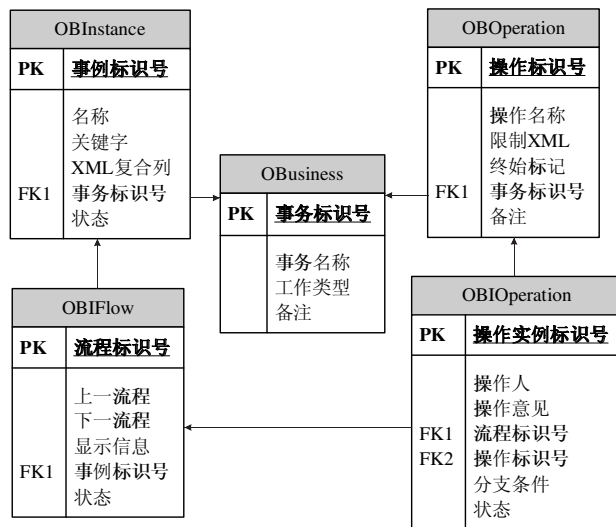 OBInstance
PK 事例标识号
名称
关键字
XML复合列
FK1 事务标识号
状态
OBOperation
PK 操作标识号
操作名称
限制XML
终始标记
FK1 事务标识号
备注
OBusiness
PK 事务标识号
事务名称
工作类型
备注
OBIFlow
PK 流程标识号
上一流程
下一流程
显示信息
FK1 事例标识号
状态
OBIOperation
PK 操作实例标识号
操作人
操作意见
FK1 流程标识号
FK2 操作标识号
分支条件
状态